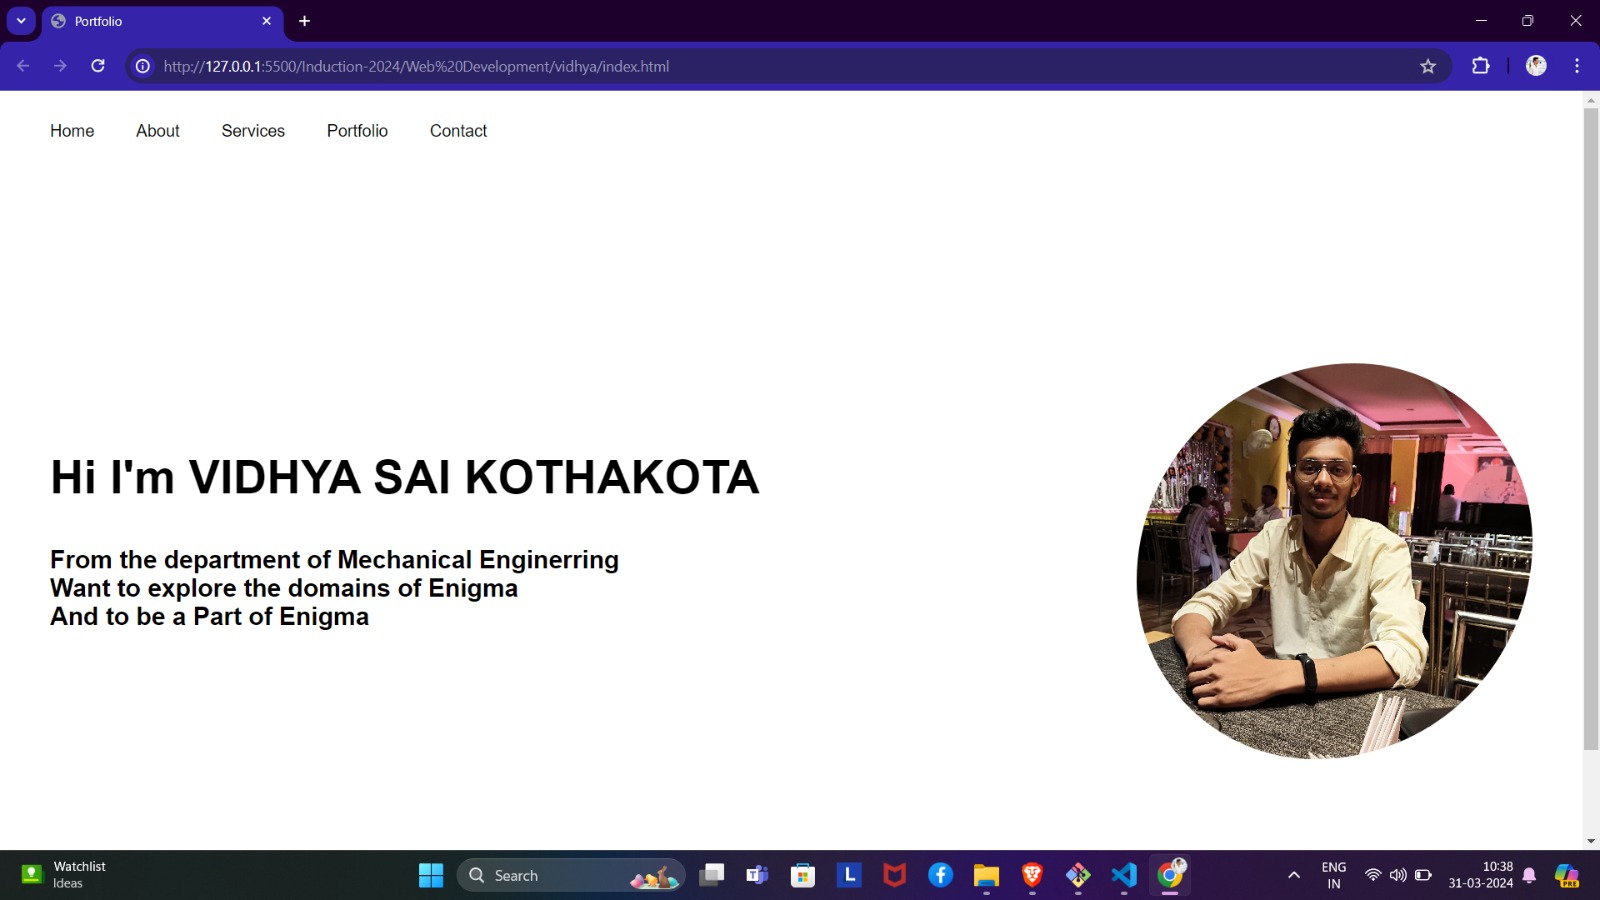 Portfolio
http://127.0.0.1:5500/Induction-2024/Web%20Development/vidhya/index.html
Home About Services Portfolio Contact
Hi I'm VIDHYA SAI KOTHAKOTA
From the department of Mechanical Enginerring
Want to explore the domains of Enigma
And to be a Part of Enigma
Watchlist
Ideas
Search
L
ENG
IN
10:38
31-03-2024
PRE